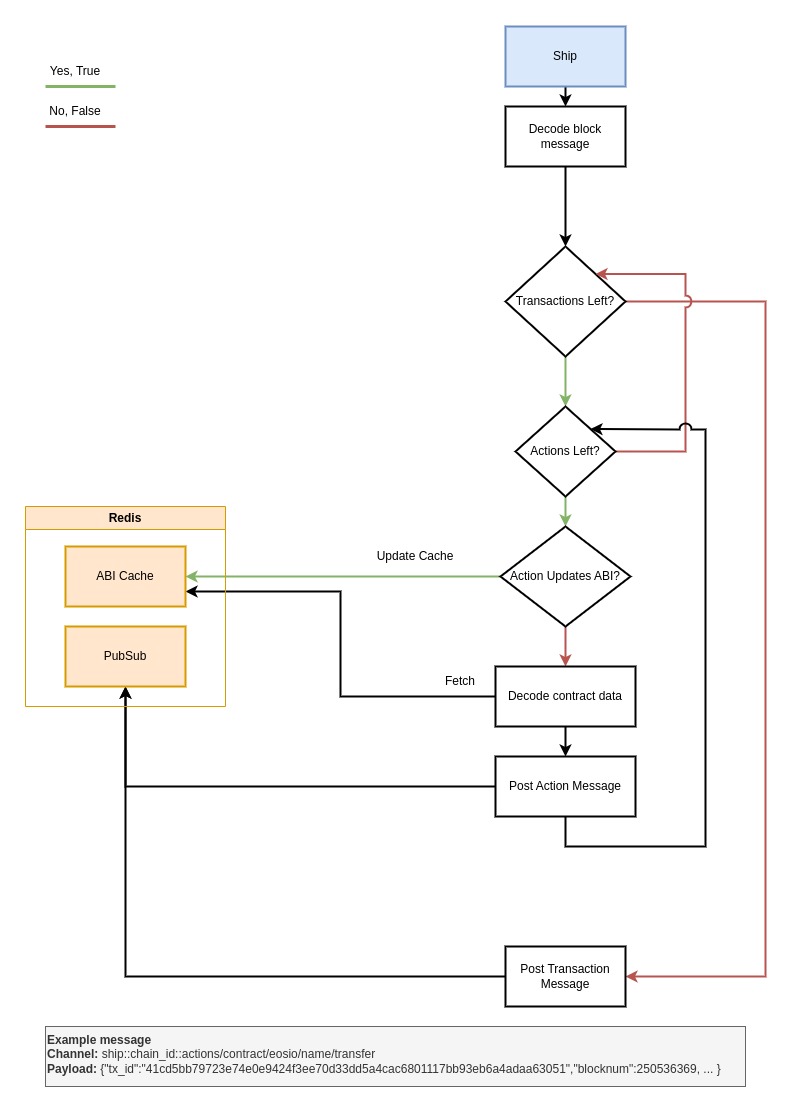 Ship
Yes, True
No, False
Decode block
message
Transactions Left?
Actions Left?
Redis
Update Cache
ABI Cache
Action Updates ABI?
PubSub
Fetch
Decode contract data
Post Action Message
Post Transaction
Message
Example message
Channel: ship::chain_id::actions/contract/eosio/name/transfer
Payload: {"tx_id":"41cd5bb79723e74e0e9424f3ee70d33dd5a4cac6801117bb93eb6a4adaa63051","blocknum":250536369, ... }